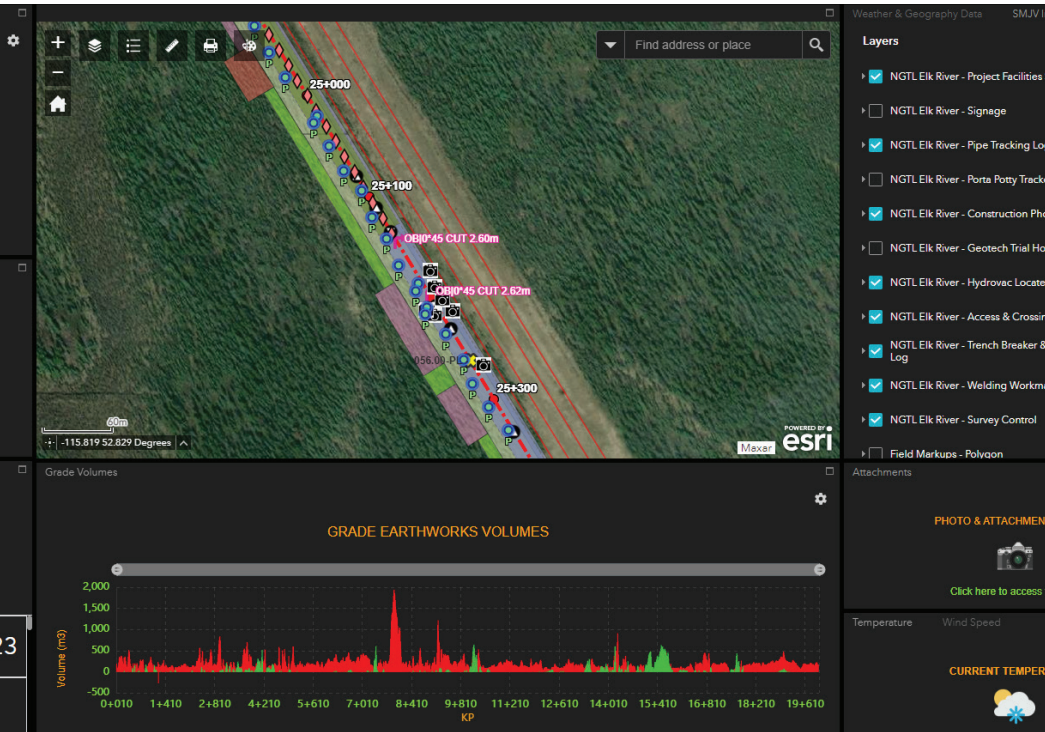 Weather & Geography Data SMJV
Layers
Find address or place
25+000
25+100
OB|0*45 CUT 2.60m
OB|0*45 CUT 2.62m
056.00-P
25+300
60m
-115.819 52.829 Degrees
POWERED BY
esri
Maxar
NGTL Elk River - Project Facilities
NGTL Elk River - Signage
NGTL Elk River - Pipe Tracking Lo
NGTL Elk River - Porta Potty Track
NGTL Elk River - Construction Pho
NGTL Elk River - Geotech Trial Ho
NGTL Elk River - Hydrovac Locate
NGTL Elk River - Access & Crossin
NGTL Elk River - Trench Breaker &
Log
NGTL Elk River - Welding Workma
NGTL Elk River - Survey Control
Field Markups - Polygon
Grade Volumes
GRADE EARTHWORKS VOLUMES
Volume (m3)
2,000
1,500
1,000
500
0
-500
0+010 1+410 2+810 4+210 5+610 7+010 8+410 9+810 11+210 12+610 14+010 15+410 16+810 18+210 19+610
KP
23
Attachments
PHOTO & ATTACHMEN
Click here to access
Temperature Wind Speed
CURRENT TEMPER